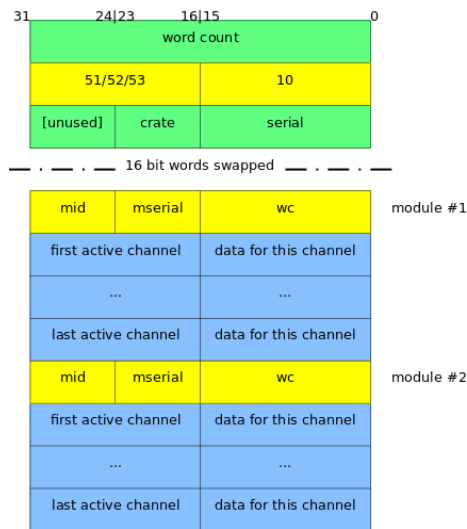 31 24|23 16|15 0
word count
51/52/53 10
[unused] crate serial
16 bit words swapped
mid mserial wc module #1
first active channel data for this channel
... ...
last active channel data for this channel
mid mserial wc module #2
first active channel data for this channel
... ...
last active channel data for this channel